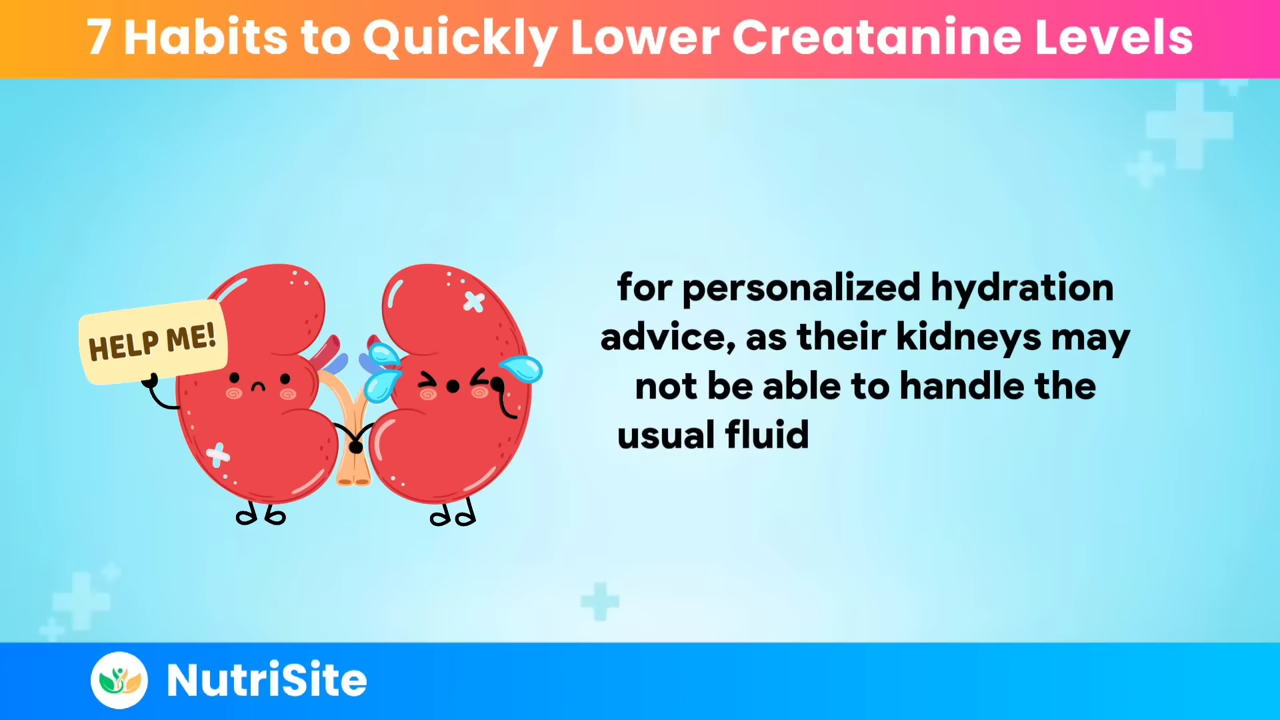 7 Habits to Quickly Lower Creatanine Levels
HELP ME!
for personalized hydration
advice, as their kidneys may
not be able to handle the
usual fluid
NutriSite